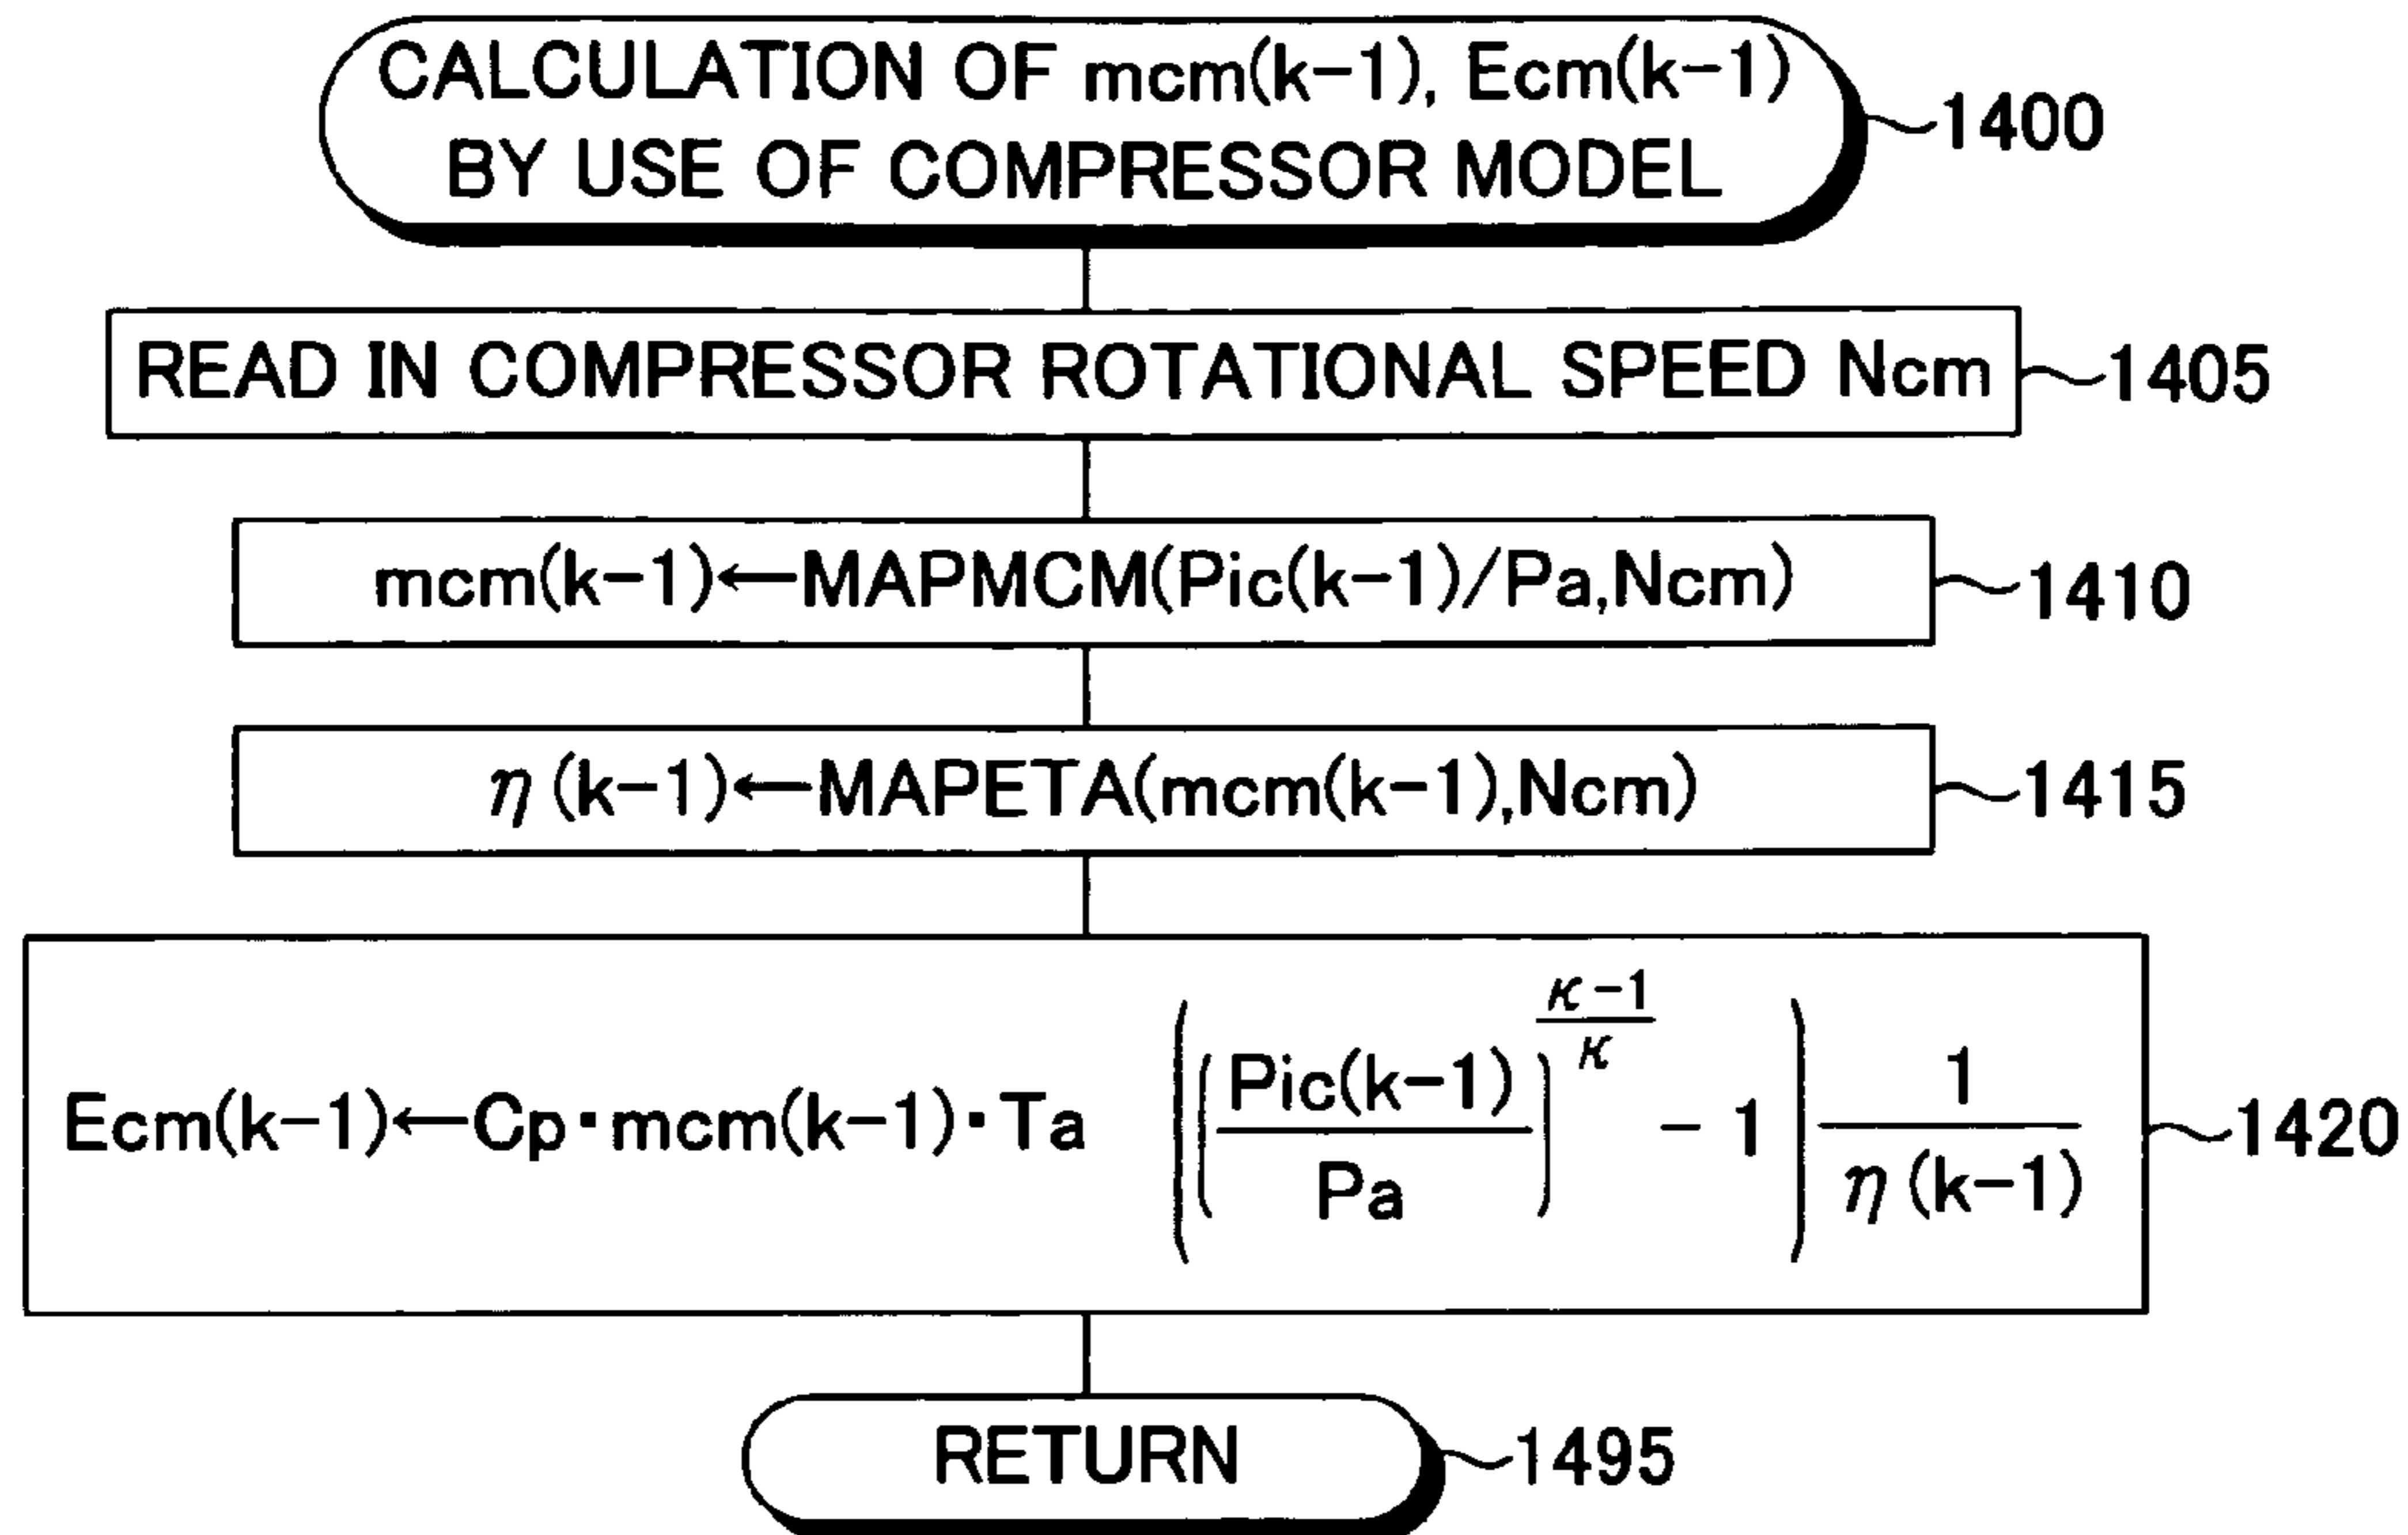 CALCULATION OF mcm(k-1), Ecm(k-1)
BY USE OF COMPRESSOR MODEL
1400
READ IN COMPRESSOR ROTATIONAL SPEED Ncm
1405
mcm(k-1)←MAPMCM(Pic(k-1)/Pa,Ncm)
1410
η(k-1)←MAPETA(mcm(k-1),Ncm)
1415
Ecm(k-1)←Cp·mcm(k-1)·Ta ((Pic(k-1)/Pa)^((κ-1)/κ) - 1) 1/η(k-1)
1420
RETURN
1495